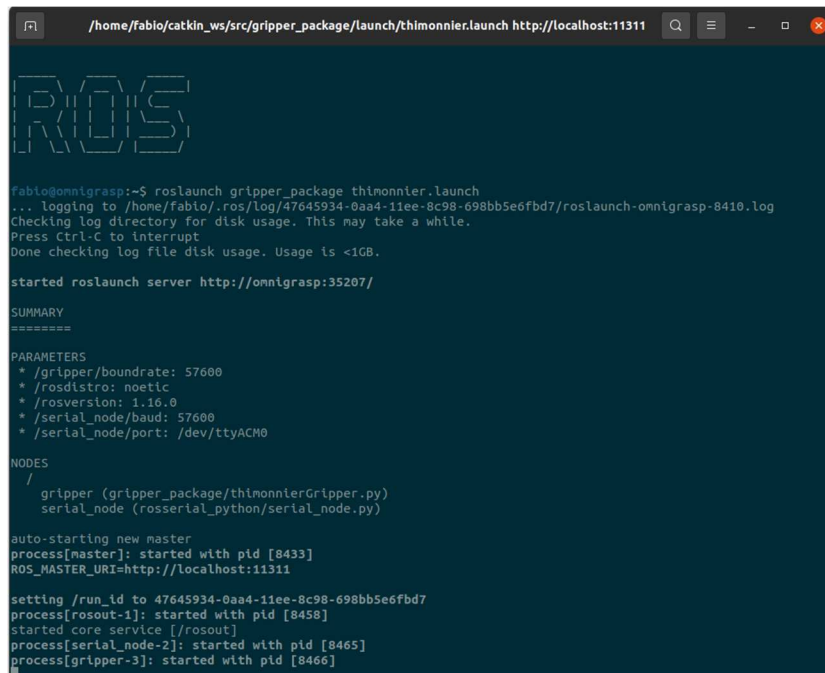 /home/fabio/catkin_ws/src/gripper_package/launch/thimonnier.launch http://localhost:11311
ROS
fabio@omnigrasp:~$ roslaunch gripper_package thimonnier.launch
... logging to /home/fabio/.ros/log/47645934-0aa4-11ee-8c98-698bb5e6fbd7/roslaunch-omnigrasp-8410.log
Checking log directory for disk usage. This may take a while.
Press Ctrl-C to interrupt
Done checking log file disk usage. Usage is <1GB.
started roslaunch server http://omnigrasp:35207/
SUMMARY
========
PARAMETERS
* /gripper/boundrate: 57600
* /rosdistro: noetic
* /rosversion: 1.16.0
* /serial_node/baud: 57600
* /serial_node/port: /dev/ttyACM0
NODES
/
gripper (gripper_package/thimonnierGripper.py)
serial_node (rosserial_python/serial_node.py)
auto-starting new master
process[master]: started with pid [8433]
ROS_MASTER_URI=http://localhost:11311
setting /run_id to 47645934-0aa4-11ee-8c98-698bb5e6fbd7
process[rosout-1]: started with pid [8458]
started core service [/rosout]
process[serial_node-2]: started with pid [8465]
process[gripper-3]: started with pid [8466]